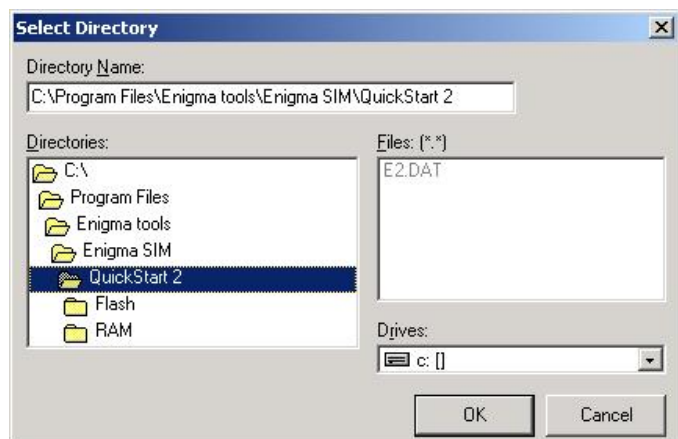 Select Directory
Directory Name:
C:\Program Files\Enigma tools\Enigma SIM\QuickStart 2
Directories:
C:\
Program Files
Enigma tools
Enigma SIM
QuickStart 2
Flash
RAM
Files: (*.*)
E2.DAT
Drives:
c: []
OK
Cancel